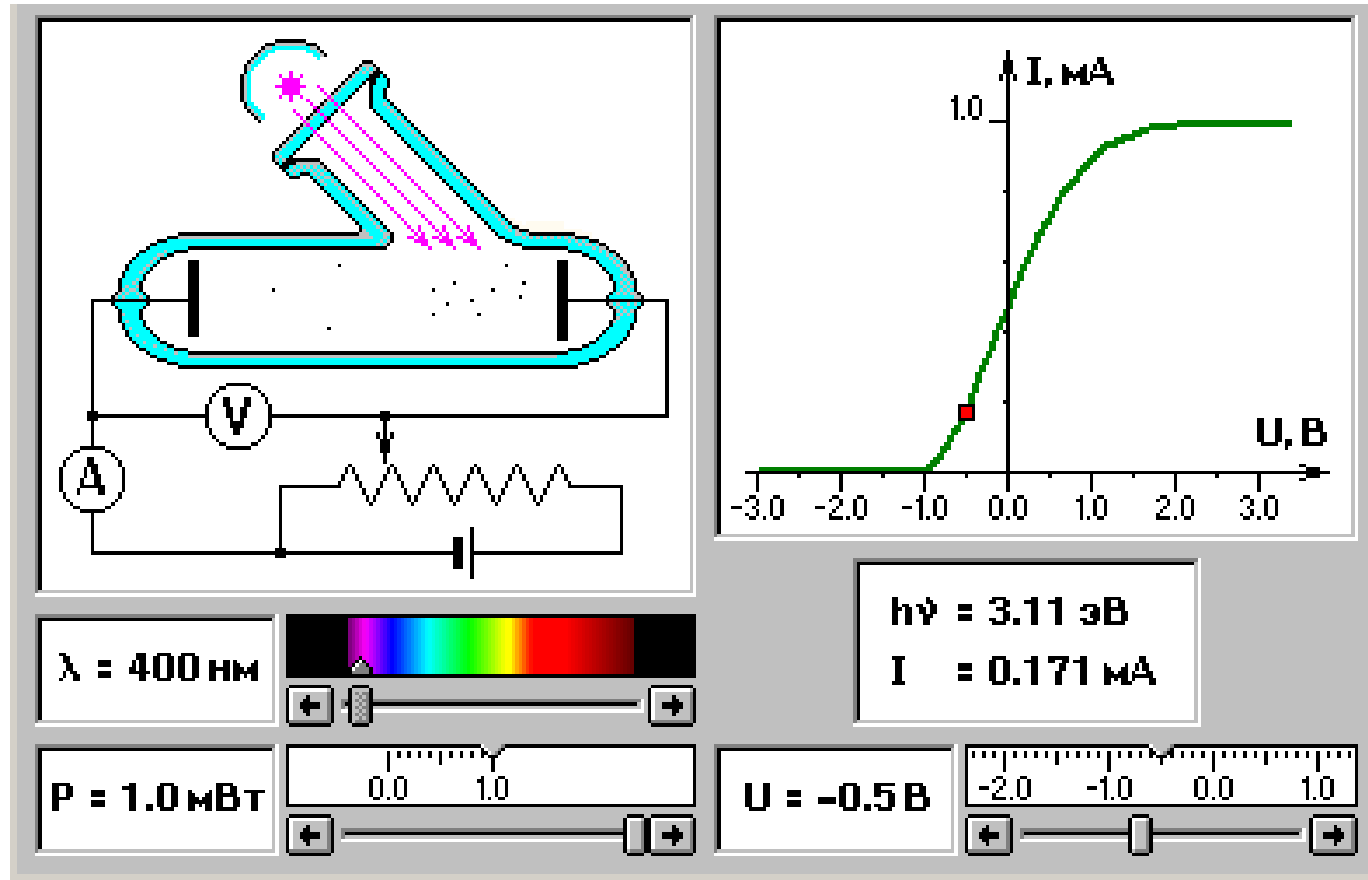 I, мА
1.0
U, В
-3.0 -2.0 -1.0 0.0 1.0 2.0 3.0
V
A
hν = 3.11 эВ
I = 0.171 мА
λ = 400 нм
P = 1.0 мВт
0.0 1.0
U = -0.5 В
-2.0 -1.0 0.0 1.0